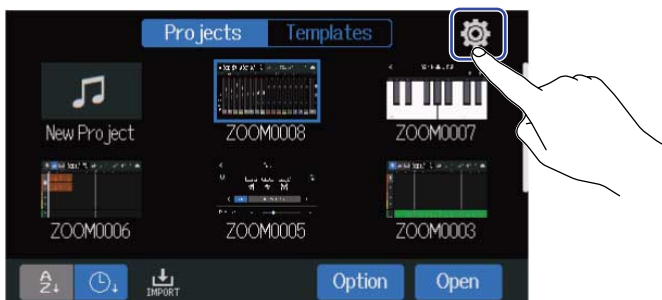 Projects Templates
New Project ZOOM0008 ZOOM0007
ZOOM0006 ZOOM0005 ZOOM0003
A Z↓ ↓ IMPORT Option Open